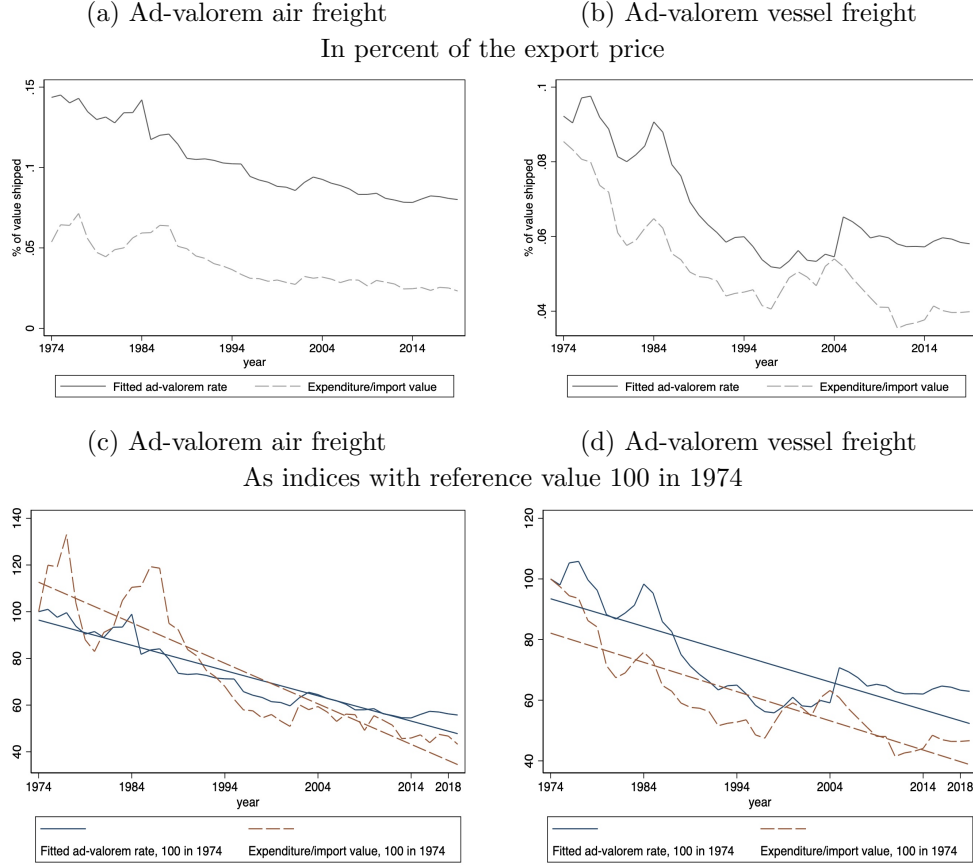 (a) Ad-valorem air freight
(b) Ad-valorem vessel freight
In percent of the export price
% of value shipped
.15
.1
.05
0
1974 1984 1994 2004 2014
year
Fitted ad-valorem rate Expenditure/import value
% of value shipped
.1
.08
.06
.04
1974 1984 1994 2004 2014
year
Fitted ad-valorem rate Expenditure/import value
(c) Ad-valorem air freight
(d) Ad-valorem vessel freight
As indices with reference value 100 in 1974
140
120
100
80
60
40
1974 1984 1994 2004 2014 2018
year
Fitted ad-valorem rate, 100 in 1974 Expenditure/import value, 100 in 1974
120
100
80
60
40
1974 1984 1994 2004 2014 2018
year
Fitted ad-valorem rate, 100 in 1974 Expenditure/import value, 100 in 1974